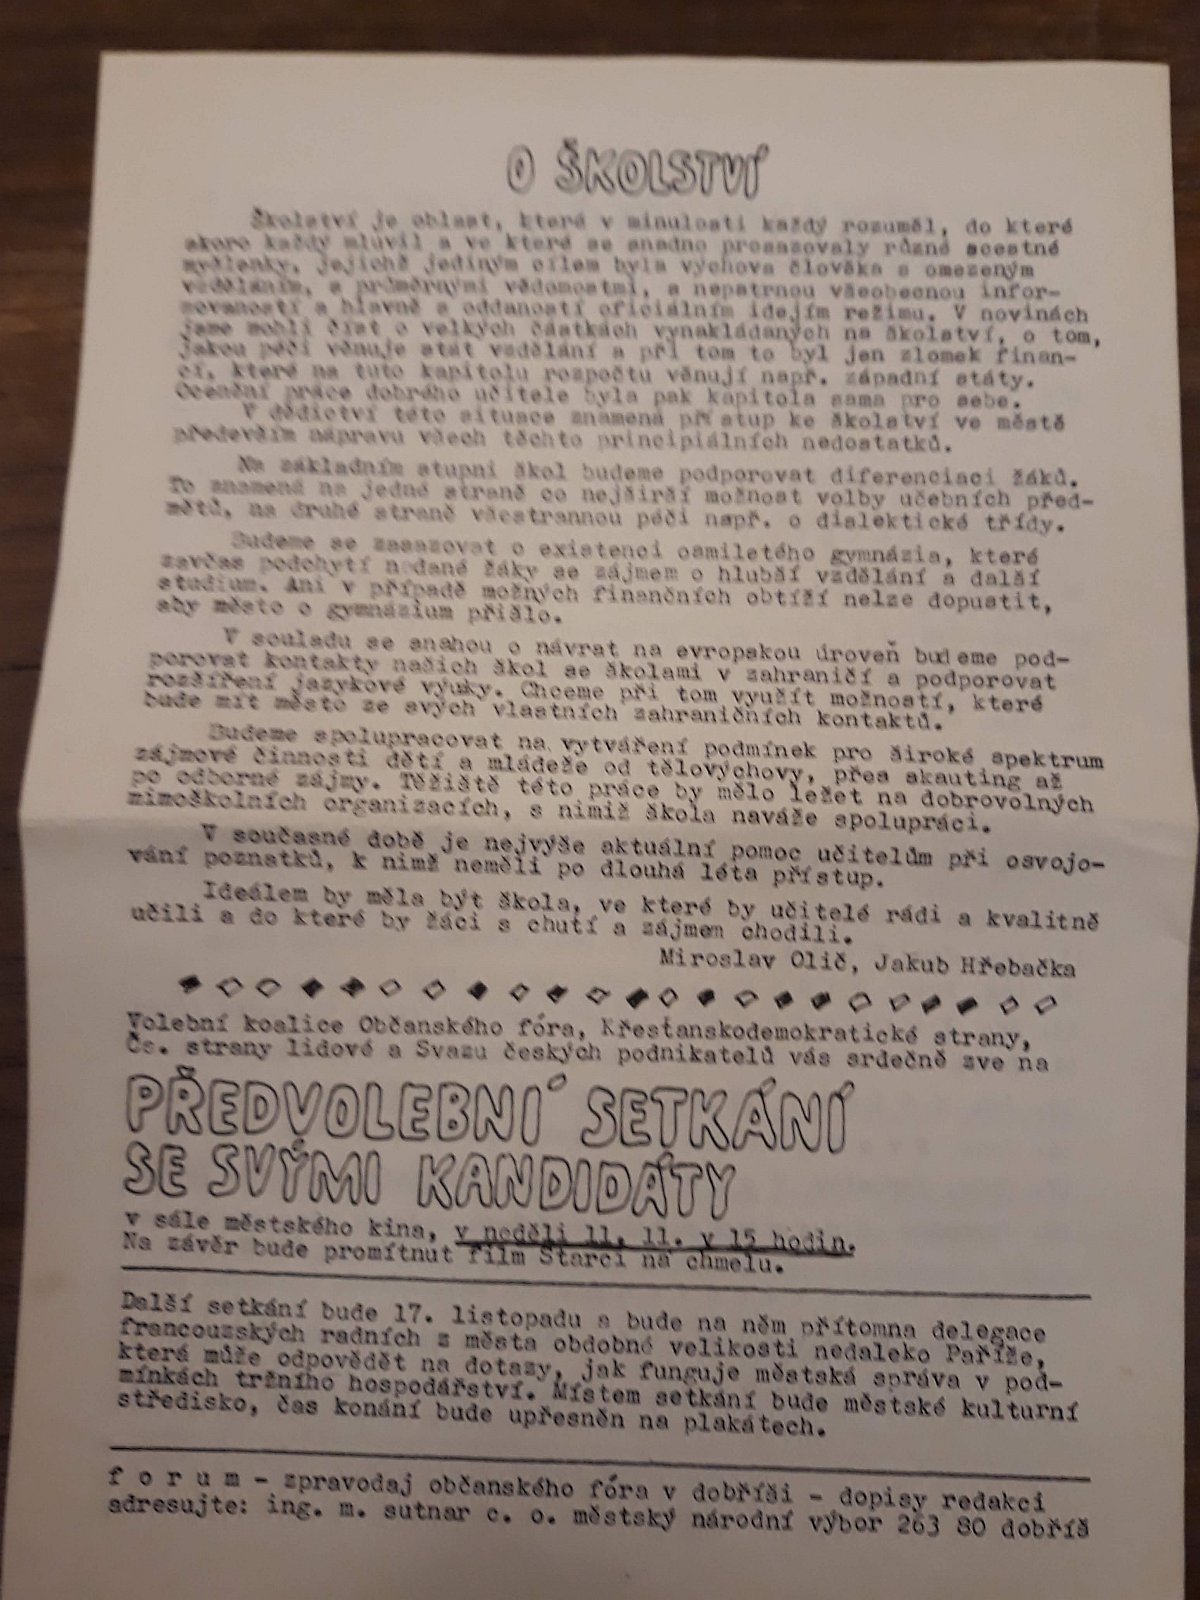 O ŠKOLSTVÍ
Školství je oblast, které v minulosti každý rozuměl, do které
skoro každý mluvil a ve které se snadno prosazovaly různé scestné
myšlenky, jejichž jediným cílem byla výchova člověka s omezeným
vzděláním, s průměrnými vědomostmi, s nepatrnou všeobecnou infor-
movaností a hlavně s oddaností oficiálním idejím režimu. V novinách
jsme mohli číst o velkých částkách vynakládaných na školství, o tom,
jakou péči věnuje stát vzdělání a při tom to byl jen zlomek finan-
cí, které na tuto kapitolu rozpočtu věnují např. západní státy.
Ocenění práce dobrého učitele byla pak kapitola sama pro sebe.
V dědictví této situace znamená přístup ke školství ve městě
především nápravu všech těchto principiálních nedostatků.
Na základním stupni škol budeme podporovat diferenciaci žáků.
To znamená na jedné straně co nejširší možnost volby učebních před-
mětů, na druhé straně všestrannou péči např. o dialektické třídy.
Budeme se zasazovat o existenci osmiletého gymnázia, které
zavčas podchytí nadané žáky se zájmem o hlubší vzdělání a další
studium. Ani v případě možných finančních obtíží nelze dopustit,
aby město o gymnázium přišlo.
V souladu se snahou o návrat na evropskou úroveň budeme pod-
porovat kontakty našich škol se školami v zahraničí a podporovat
rozšíření jazykové výuky. Chceme při tom využít možností, které
bude mít město ze svých vlastních zahraničních kontaktů.
Budeme spolupracovat na vytváření podmínek pro široké spektrum
zájmové činnosti dětí a mládeže od tělovýchovy, přes skauting až
po odborné zájmy. Těžiště této práce by mělo ležet na dobrovolných
mimoškolních organizacích, s nimiž škola naváže spolupráci.
V současné době je nejvýše aktuální pomoc učitelům při osvojo-
vání poznatků, k nimž neměli po dlouhá léta přístup.
Ideálem by měla být škola, ve které by učitelé rádi a kvalitně
učili a do které by žáci s chutí a zájmem chodili.
Miroslav Olič, Jakub Hřebačka
Volební koalice Občanského fóra, Křesťanskodemokratické strany,
Čs. strany lidové a Svazu českých podnikatelů vás srdečně zve na
PŘEDVOLEBNÍ SETKÁNÍ
SE SVÝMI KANDIDÁTY
v sále městského kina, v neděli 11. 11. v 15 hodin.
Na závěr bude promítnut film Starci na chmelu.
Další setkání bude 17. listopadu a bude na něm přítomna delegace
francouzských radních z města obdobné velikosti nedaleko Paříže,
která může odpovědět na dotazy, jak funguje městská správa v pod-
mínkách tržního hospodářství. Místem setkání bude městské kulturní
středisko, čas konání bude upřesněn na plakátech.
f o r u m - zpravodaj občanského fóra v dobříši - dopisy redakci
adresujte: ing. m. sutnar c. o. městský národní výbor 263 80 dobříš